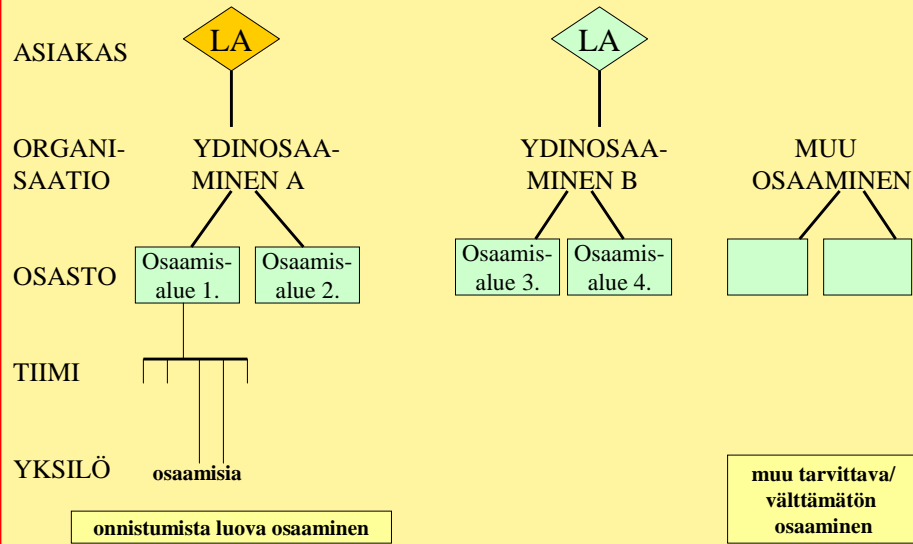 LA
LA
ASIAKAS
ORGANI-
SAATIO
YDINOSAA-
MINEN A
YDINOSAA-
MINEN B
MUU
OSAAMINEN
OSASTO
Osaamis-
alue 1.
Osaamis-
alue 2.
Osaamis-
alue 3.
Osaamis-
alue 4.
TIIMI
YKSILÖ
osaamisia
onnistumista luova osaaminen
muu tarvittava/
välttämätön
osaaminen